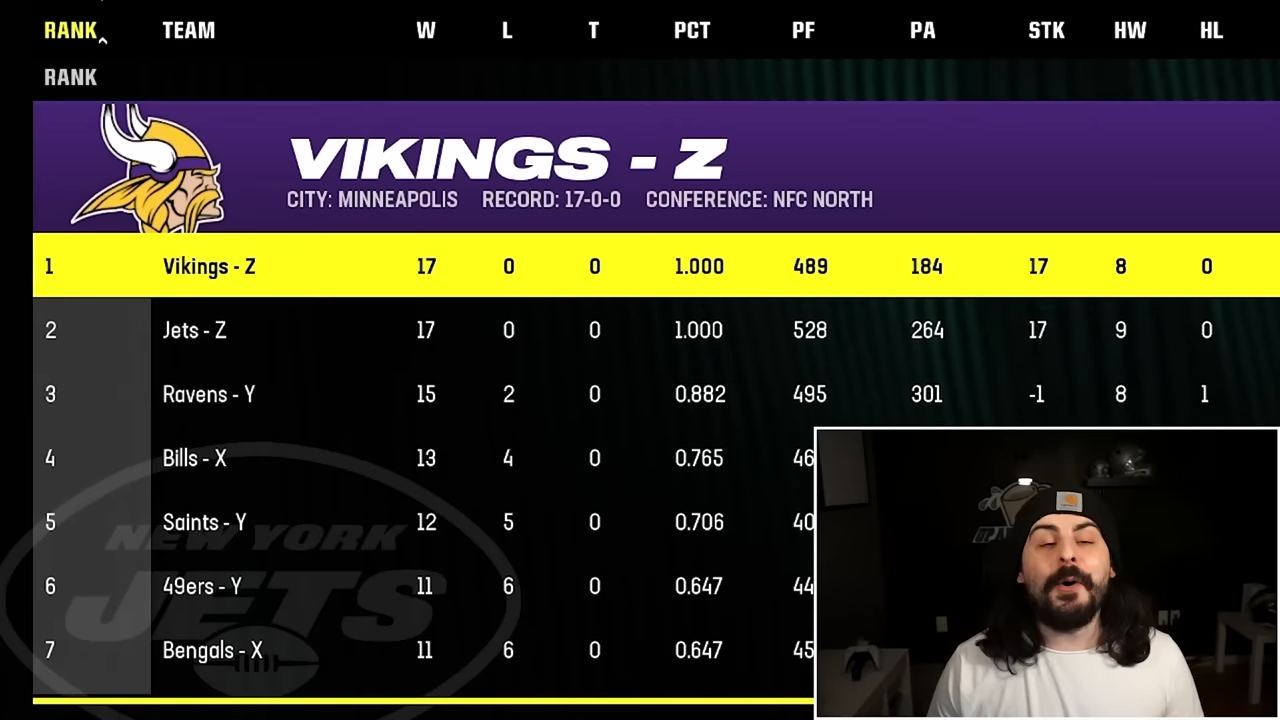 RANK TEAM W L T PCT PF PA STK HW HL
RANK
VIKINGS - Z
CITY: MINNEAPOLIS RECORD: 17-0-0 CONFERENCE: NFC NORTH
1 Vikings - Z 17 0 0 1.000 489 184 17 8 0
2 Jets - Z 17 0 0 1.000 528 264 17 9 0
3 Ravens - Y 15 2 0 0.882 495 301 -1 8 1
4 Bills - X 13 4 0 0.765 46
5 Saints - Y 12 5 0 0.706 40
NEW YORK
6 49ers - Y 11 6 0 0.647 44
JETS
7 Bengals - X 11 6 0 0.647 45